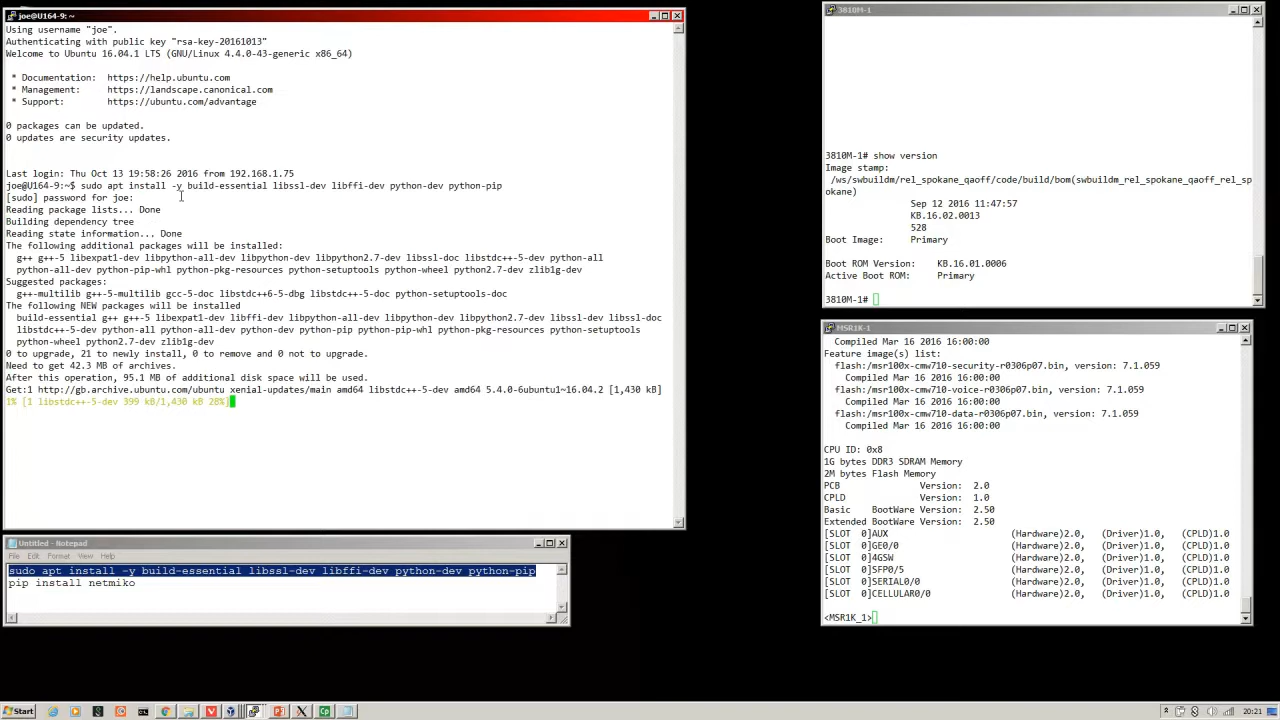 joe@U164-9: ~
Using username "joe".
Authenticating with public key "rsa-key-20161013"
Welcome to Ubuntu 16.04.1 LTS (GNU/Linux 4.4.0-43-generic x86_64)
* Documentation:  https://help.ubuntu.com
* Management:     https://landscape.canonical.com
* Support:        https://ubuntu.com/advantage
0 packages can be updated.
0 updates are security updates.
Last login: Thu Oct 13 19:58:26 2016 from 192.168.1.75
joe@U164-9:~$ sudo apt install -y build-essential libssl-dev libffi-dev python-dev python-pip
[sudo] password for joe:
Reading package lists... Done
Building dependency tree
Reading state information... Done
The following additional packages will be installed:
g++ g++-5 libexpat1-dev libpython-all-dev libpython-dev libpython2.7-dev libssl-doc libstdc++-5-dev python-all
python-all-dev python-pip-whl python-pkg-resources python-setuptools python-wheel python2.7-dev zlib1g-dev
Suggested packages:
g++-multilib g++-5-multilib gcc-5-doc libstdc++6-5-dbg libstdc++-5-doc python-setuptools-doc
The following NEW packages will be installed
build-essential g++ g++-5 libexpat1-dev libffi-dev libpython-all-dev libpython-dev libpython2.7-dev libssl-dev libssl-doc
libstdc++-5-dev python-all python-all-dev python-dev python-pip python-pip-whl python-pkg-resources python-setuptools
python-wheel python2.7-dev zlib1g-dev
0 to upgrade, 21 to newly install, 0 to remove and 0 not to upgrade.
Need to get 42.3 MB of archives.
After this operation, 95.1 MB of additional disk space will be used.
Get:1 http://gb.archive.ubuntu.com/ubuntu xenial-updates/main amd64 libstdc++-5-dev amd64 5.4.0-6ubuntu1~16.04.2 [1,430 kB]
1% [1 libstdc++-5-dev 399 kB/1,430 kB 28%]
Untitled - Notepad
File Edit Format View Help
sudo apt install -y build-essential libssl-dev libffi-dev python-dev python-pip
pip install netmiko
3810M-1
3810M-1# show version
Image stamp:
/ws/swbuildm/rel_spokane_qaoff/code/build/bom(swbuildm_rel_spokane_qaoff_rel_sp
okane)
Sep 12 2016 11:47:57
KB.16.02.0013
528
Boot Image:     Primary
Boot ROM Version:    KB.16.01.0006
Active Boot ROM:     Primary
3810M-1#
MSR1K-1
Compiled Mar 16 2016 16:00:00
Feature image(s) list:
flash:/msr100x-cmw710-security-r0306p07.bin, version: 7.1.059
Compiled Mar 16 2016 16:00:00
flash:/msr100x-cmw710-voice-r0306p07.bin, version: 7.1.059
Compiled Mar 16 2016 16:00:00
flash:/msr100x-cmw710-data-r0306p07.bin, version: 7.1.059
Compiled Mar 16 2016 16:00:00
CPU ID: 0x8
1G bytes DDR3 SDRAM Memory
2M bytes Flash Memory
PCB               Version:  2.0
CPLD              Version:  1.0
Basic    BootWare Version:  2.50
Extended BootWare Version:  2.50
[SLOT  0]AUX                  (Hardware)2.0,   (Driver)1.0,   (CPLD)1.0
[SLOT  0]GE0/0                (Hardware)2.0,   (Driver)1.0,   (CPLD)1.0
[SLOT  0]4GSW                 (Hardware)2.0,   (Driver)1.0,   (CPLD)1.0
[SLOT  0]SFP0/5               (Hardware)2.0,   (Driver)1.0,   (CPLD)1.0
[SLOT  0]SERIAL0/0            (Hardware)2.0,   (Driver)1.0,   (CPLD)1.0
[SLOT  0]CELLULAR0/0          (Hardware)2.0,   (Driver)1.0,   (CPLD)1.0
<MSR1K_1>
Start
20:21